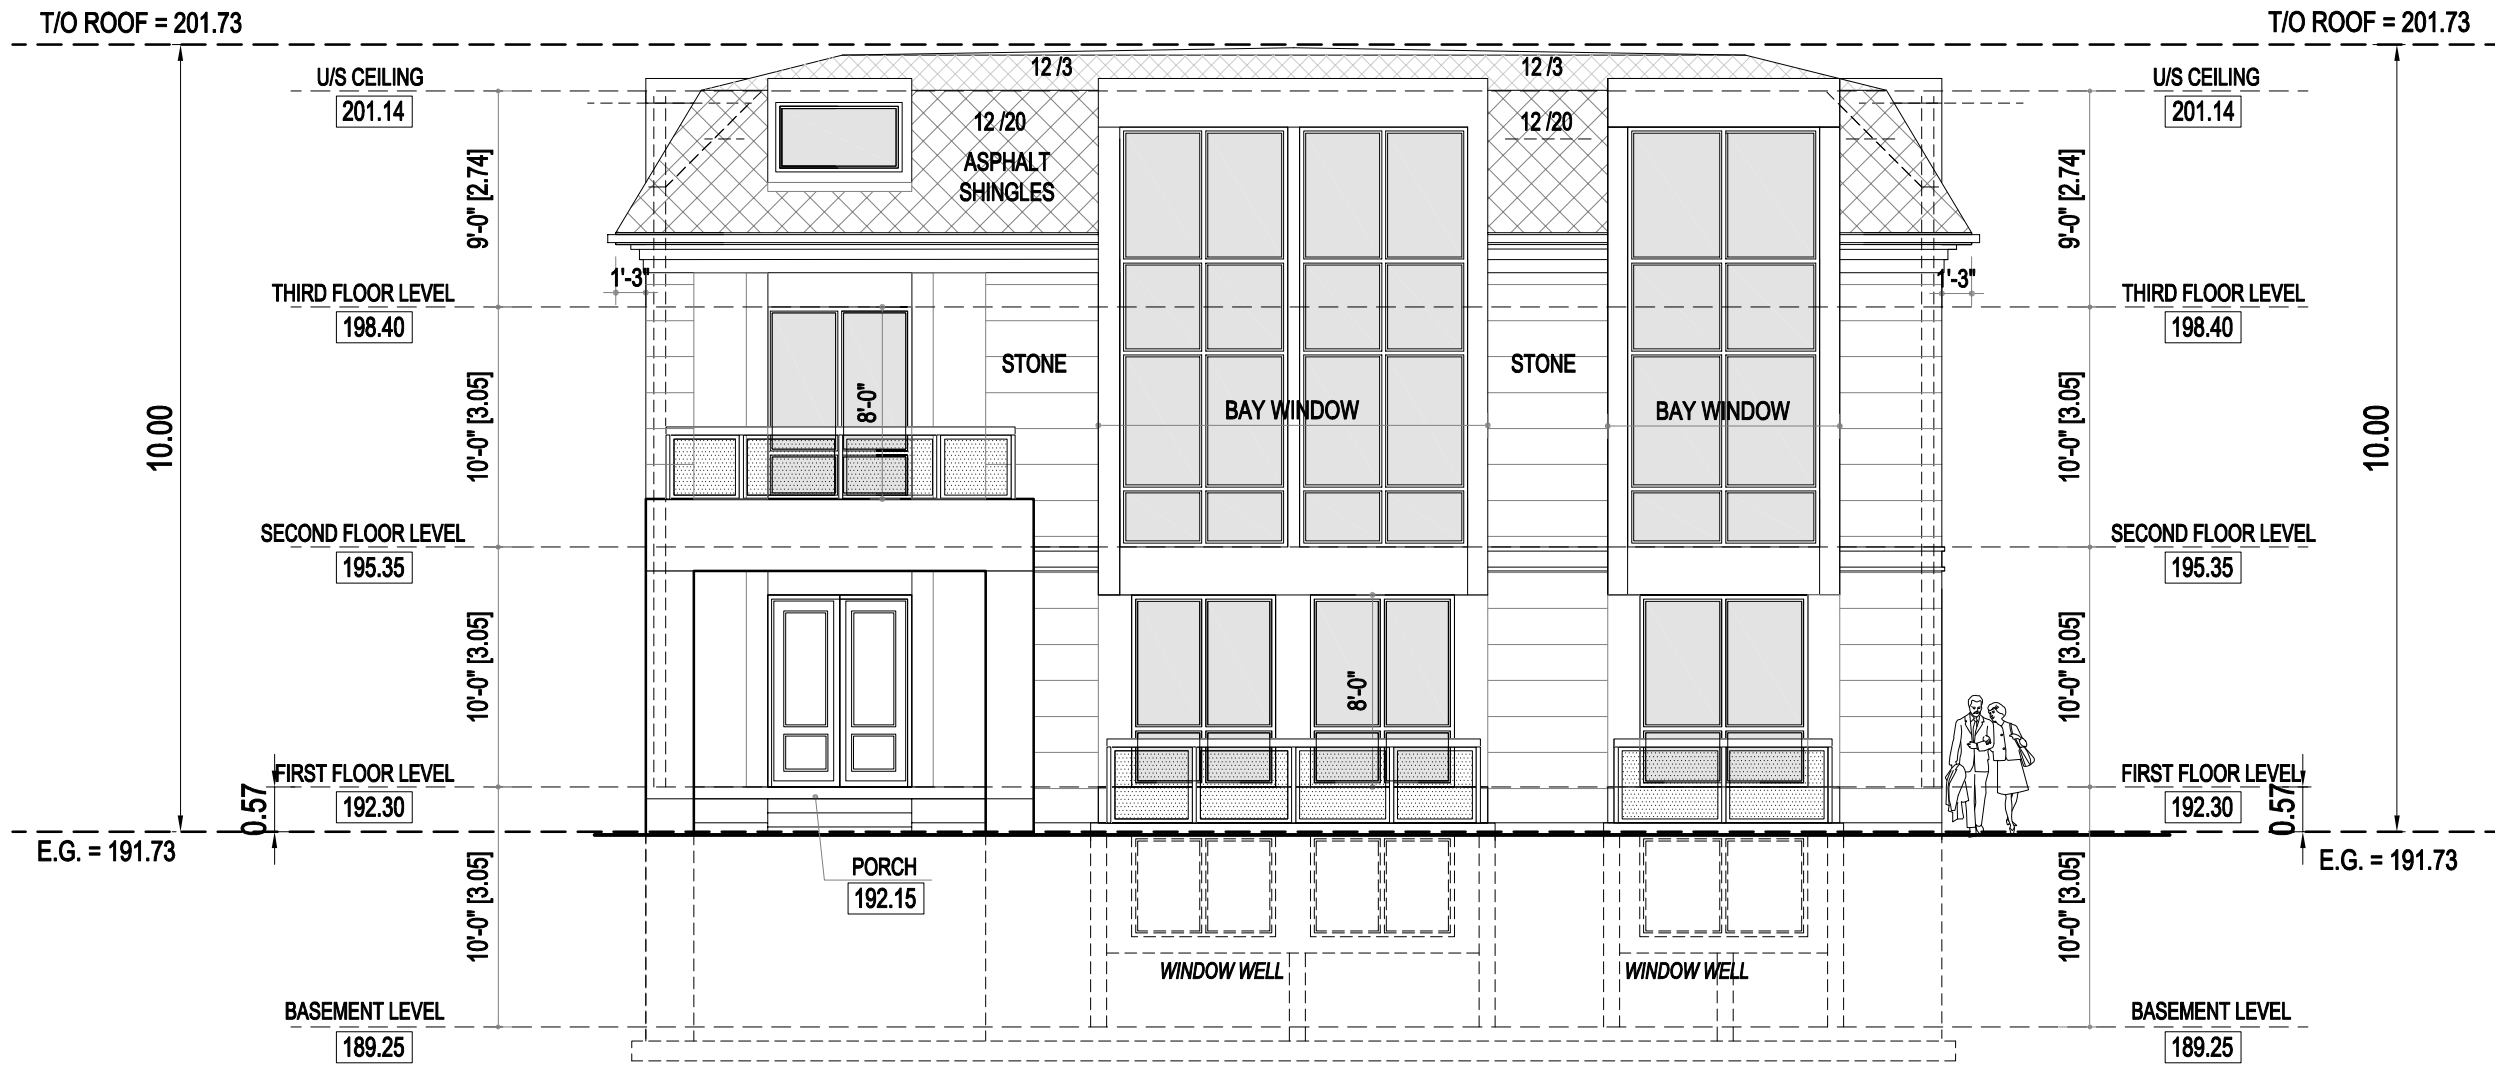 T/O ROOF = 201.73
T/O ROOF = 201.73
U/S CEILING
201.14
12 /3
12 /3
U/S CEILING
201.14
12 /20
12 /20
ASPHALT
SHINGLES
9'-0" [2.74]
9'-0" [2.74]
1'-3"
1'-3"
THIRD FLOOR LEVEL
198.40
THIRD FLOOR LEVEL
198.40
STONE
STONE
8'-0"
BAY WINDOW
BAY WINDOW
10.00
10'-0" [3.05]
10'-0" [3.05]
10.00
SECOND FLOOR LEVEL
195.35
SECOND FLOOR LEVEL
195.35
10'-0" [3.05]
8'-0"
10'-0" [3.05]
FIRST FLOOR LEVEL
192.30
FIRST FLOOR LEVEL
192.30
0.57
0.57
E.G. = 191.73
E.G. = 191.73
PORCH
192.15
10'-0" [3.05]
10'-0" [3.05]
WINDOW WELL
WINDOW WELL
BASEMENT LEVEL
189.25
BASEMENT LEVEL
189.25